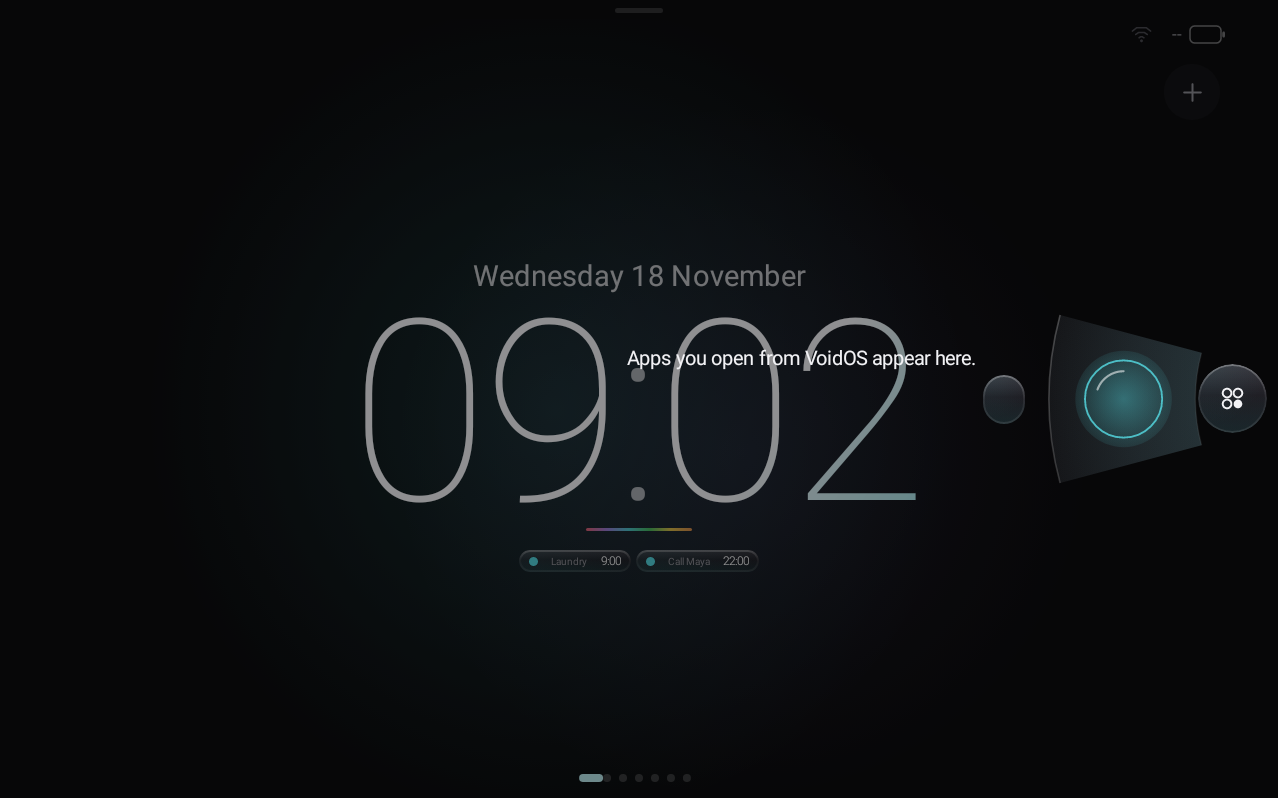 --
Wednesday 18 November
09:02
Apps you open from VoidOS appear here.
Laundry 9:00 Call Maya 22:00